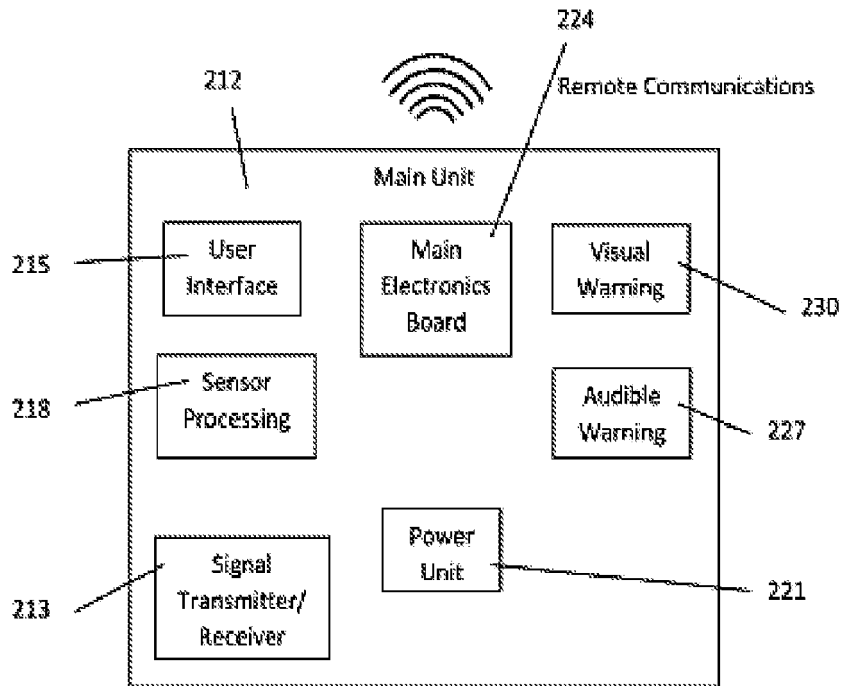 224
Remote Communications
212
Main Unit
215
User
Interface
Main
Electronics
Board
Visual
Warning
230
218
Sensor
Processing
Audible
Warning
227
213
Signal
Transmitter/
Receiver
Power
Unit
221